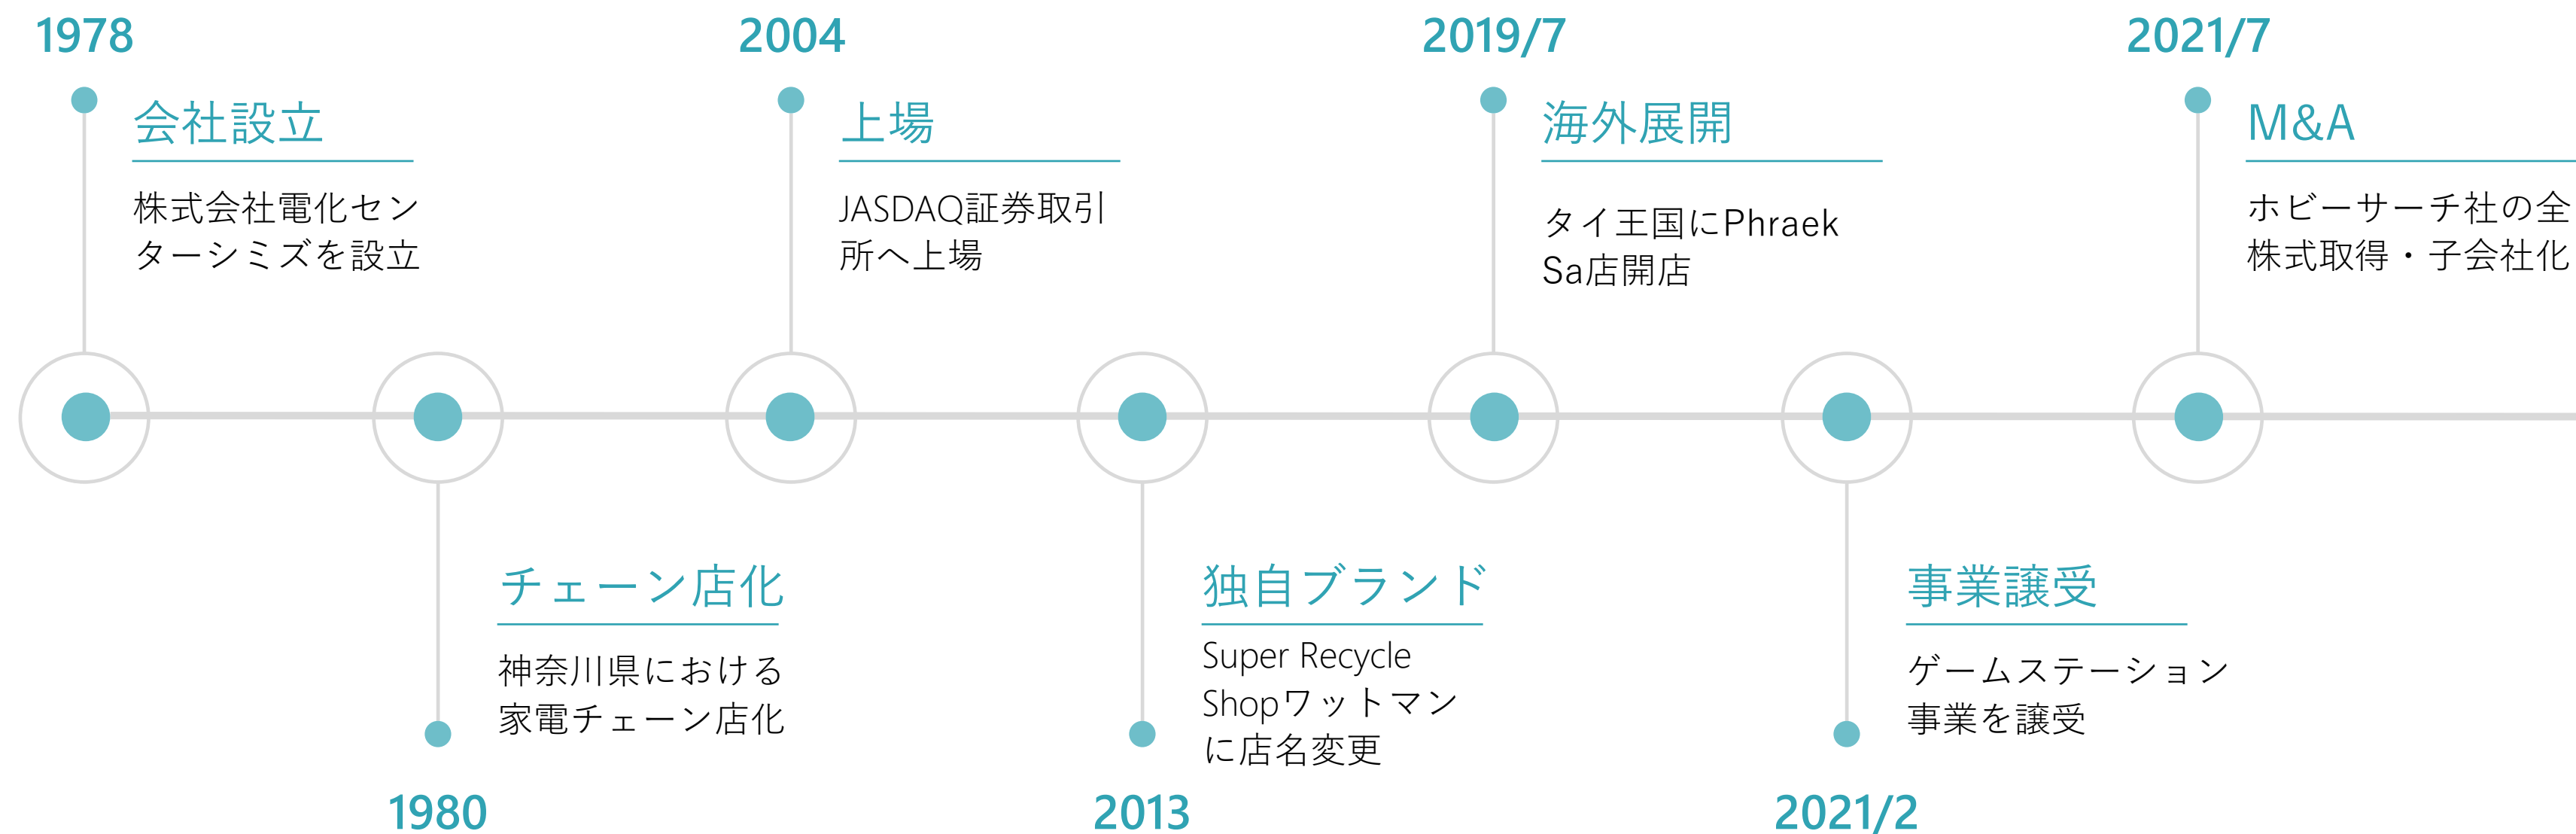 1978
会社設立
株式会社電化セン
ターシミズを設立
チェーン店化
神奈川県における
家電チェーン店化
1980
2004
上場
JASDAQ証券取引
所へ上場
独自ブランド
Super Recycle
Shopワットマン
に店名変更
2013
2019/7
海外展開
タイ王国にPhraek
Sa店開店
事業譲受
ゲームステーション
事業を譲受
2021/2
2021/7
M&A
ホビーサーチ社の全
株式取得・子会社化